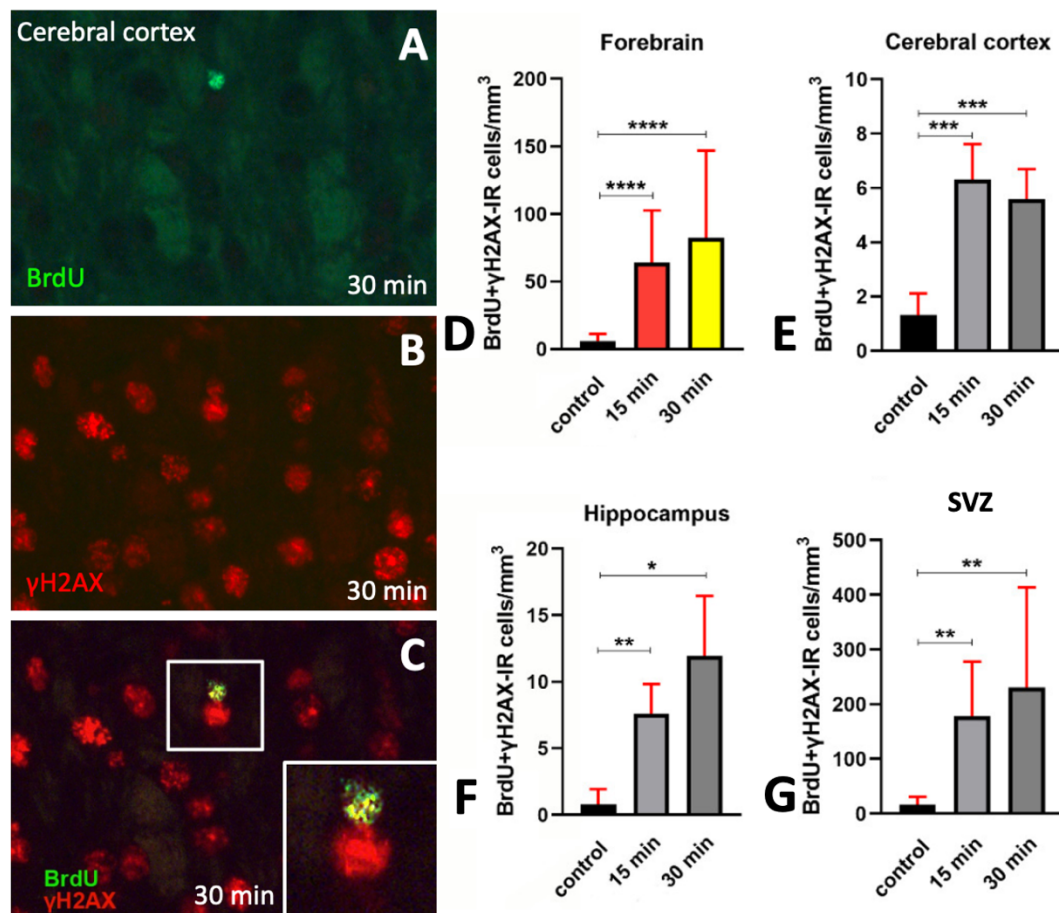 Cerebral cortex
A
BrdU
30 min
B
γH2AX
30 min
C
BrdU
γH2AX
30 min
D
Forebrain
BrdU+γH2AX-IR cells/mm³
200
150
100
50
0
****
****
control
15 min
30 min
E
Cerebral cortex
BrdU+γH2AX-IR cells/mm³
10
8
6
4
2
0
***
***
control
15 min
30 min
F
Hippocampus
BrdU+γH2AX-IR cells/mm³
20
15
10
5
0
*
**
control
15 min
30 min
G
SVZ
BrdU+γH2AX-IR cells/mm³
500
400
300
200
100
0
**
**
control
15 min
30 min